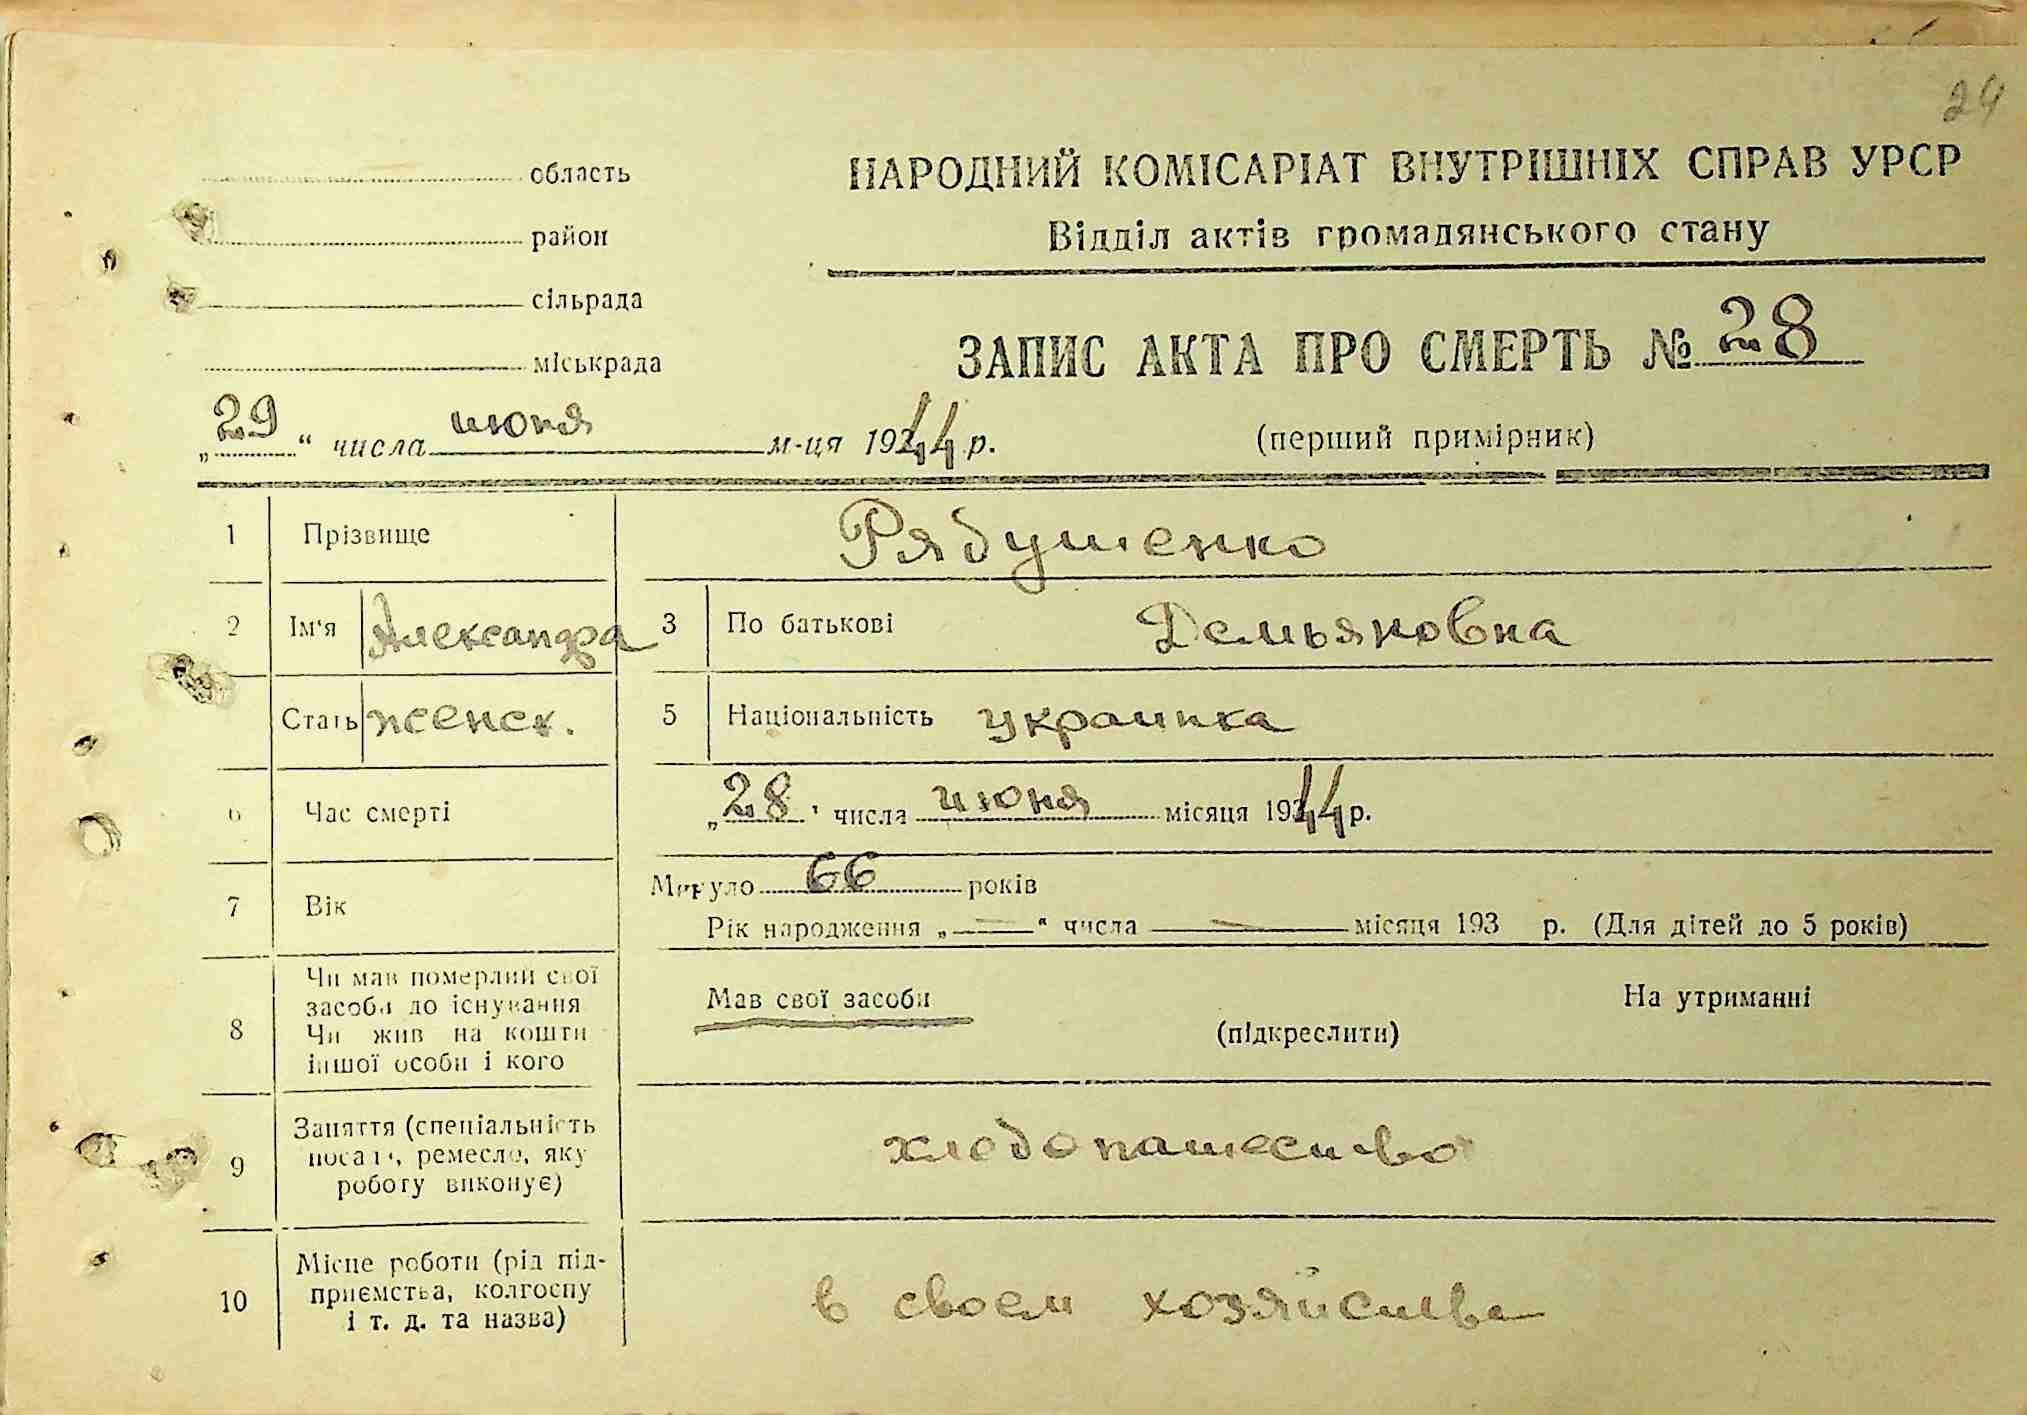 24
область
НАРОДНИЙ КОМІСАРІАТ ВНУТРІШНІХ СПРАВ УРСР
район
Відділ актів громадянського стану
сільрада
міськрада
ЗАПИС АКТА ПРО СМЕРТЬ № 28
„29“ числа июня м-ця 1944 р.
(перший примірник)
1 Прізвище Рябушенко
2 Ім'я Александра 3 По батькові Демьяновна
Стать женск. 5 Національність украинка
6 Час смерті „28" числа июня місяця 1944 р.
7 Вік Минуло 66 років
Рік народження „—“ числа — місяця 193 р. (Для дітей до 5 років)
8 Чи мав померлий свої
засоби до існування
Чи жив на кошти
іншої особи і кого
Мав свої засоби (підкреслити) На утриманні
9 Заняття (спеціальність
посада, ремесло, яку
роботу виконує)
хлебопашество
10 Місце роботи (рід під-
приємства, колгоспу
і т. д. та назва)
в своем хозяйстве